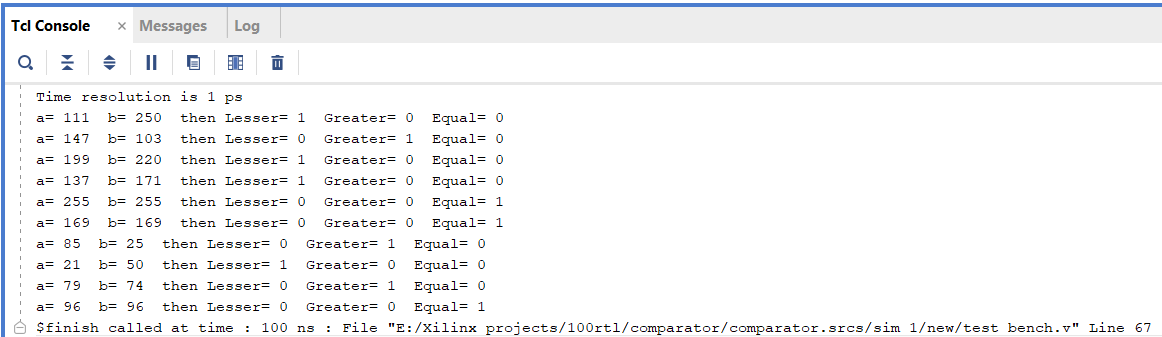 Tcl Console × Messages Log
Time resolution is 1 ps
a= 111  b= 250  then Lesser= 1  Greater= 0  Equal= 0
a= 147  b= 103  then Lesser= 0  Greater= 1  Equal= 0
a= 199  b= 220  then Lesser= 1  Greater= 0  Equal= 0
a= 137  b= 171  then Lesser= 1  Greater= 0  Equal= 0
a= 255  b= 255  then Lesser= 0  Greater= 0  Equal= 1
a= 169  b= 169  then Lesser= 0  Greater= 0  Equal= 1
a= 85  b= 25  then Lesser= 0  Greater= 1  Equal= 0
a= 21  b= 50  then Lesser= 1  Greater= 0  Equal= 0
a= 79  b= 74  then Lesser= 0  Greater= 1  Equal= 0
a= 96  b= 96  then Lesser= 0  Greater= 0  Equal= 1
$finish called at time : 100 ns : File "E:/Xilinx projects/100rtl/comparator/comparator.srcs/sim_1/new/test_bench.v" Line 67